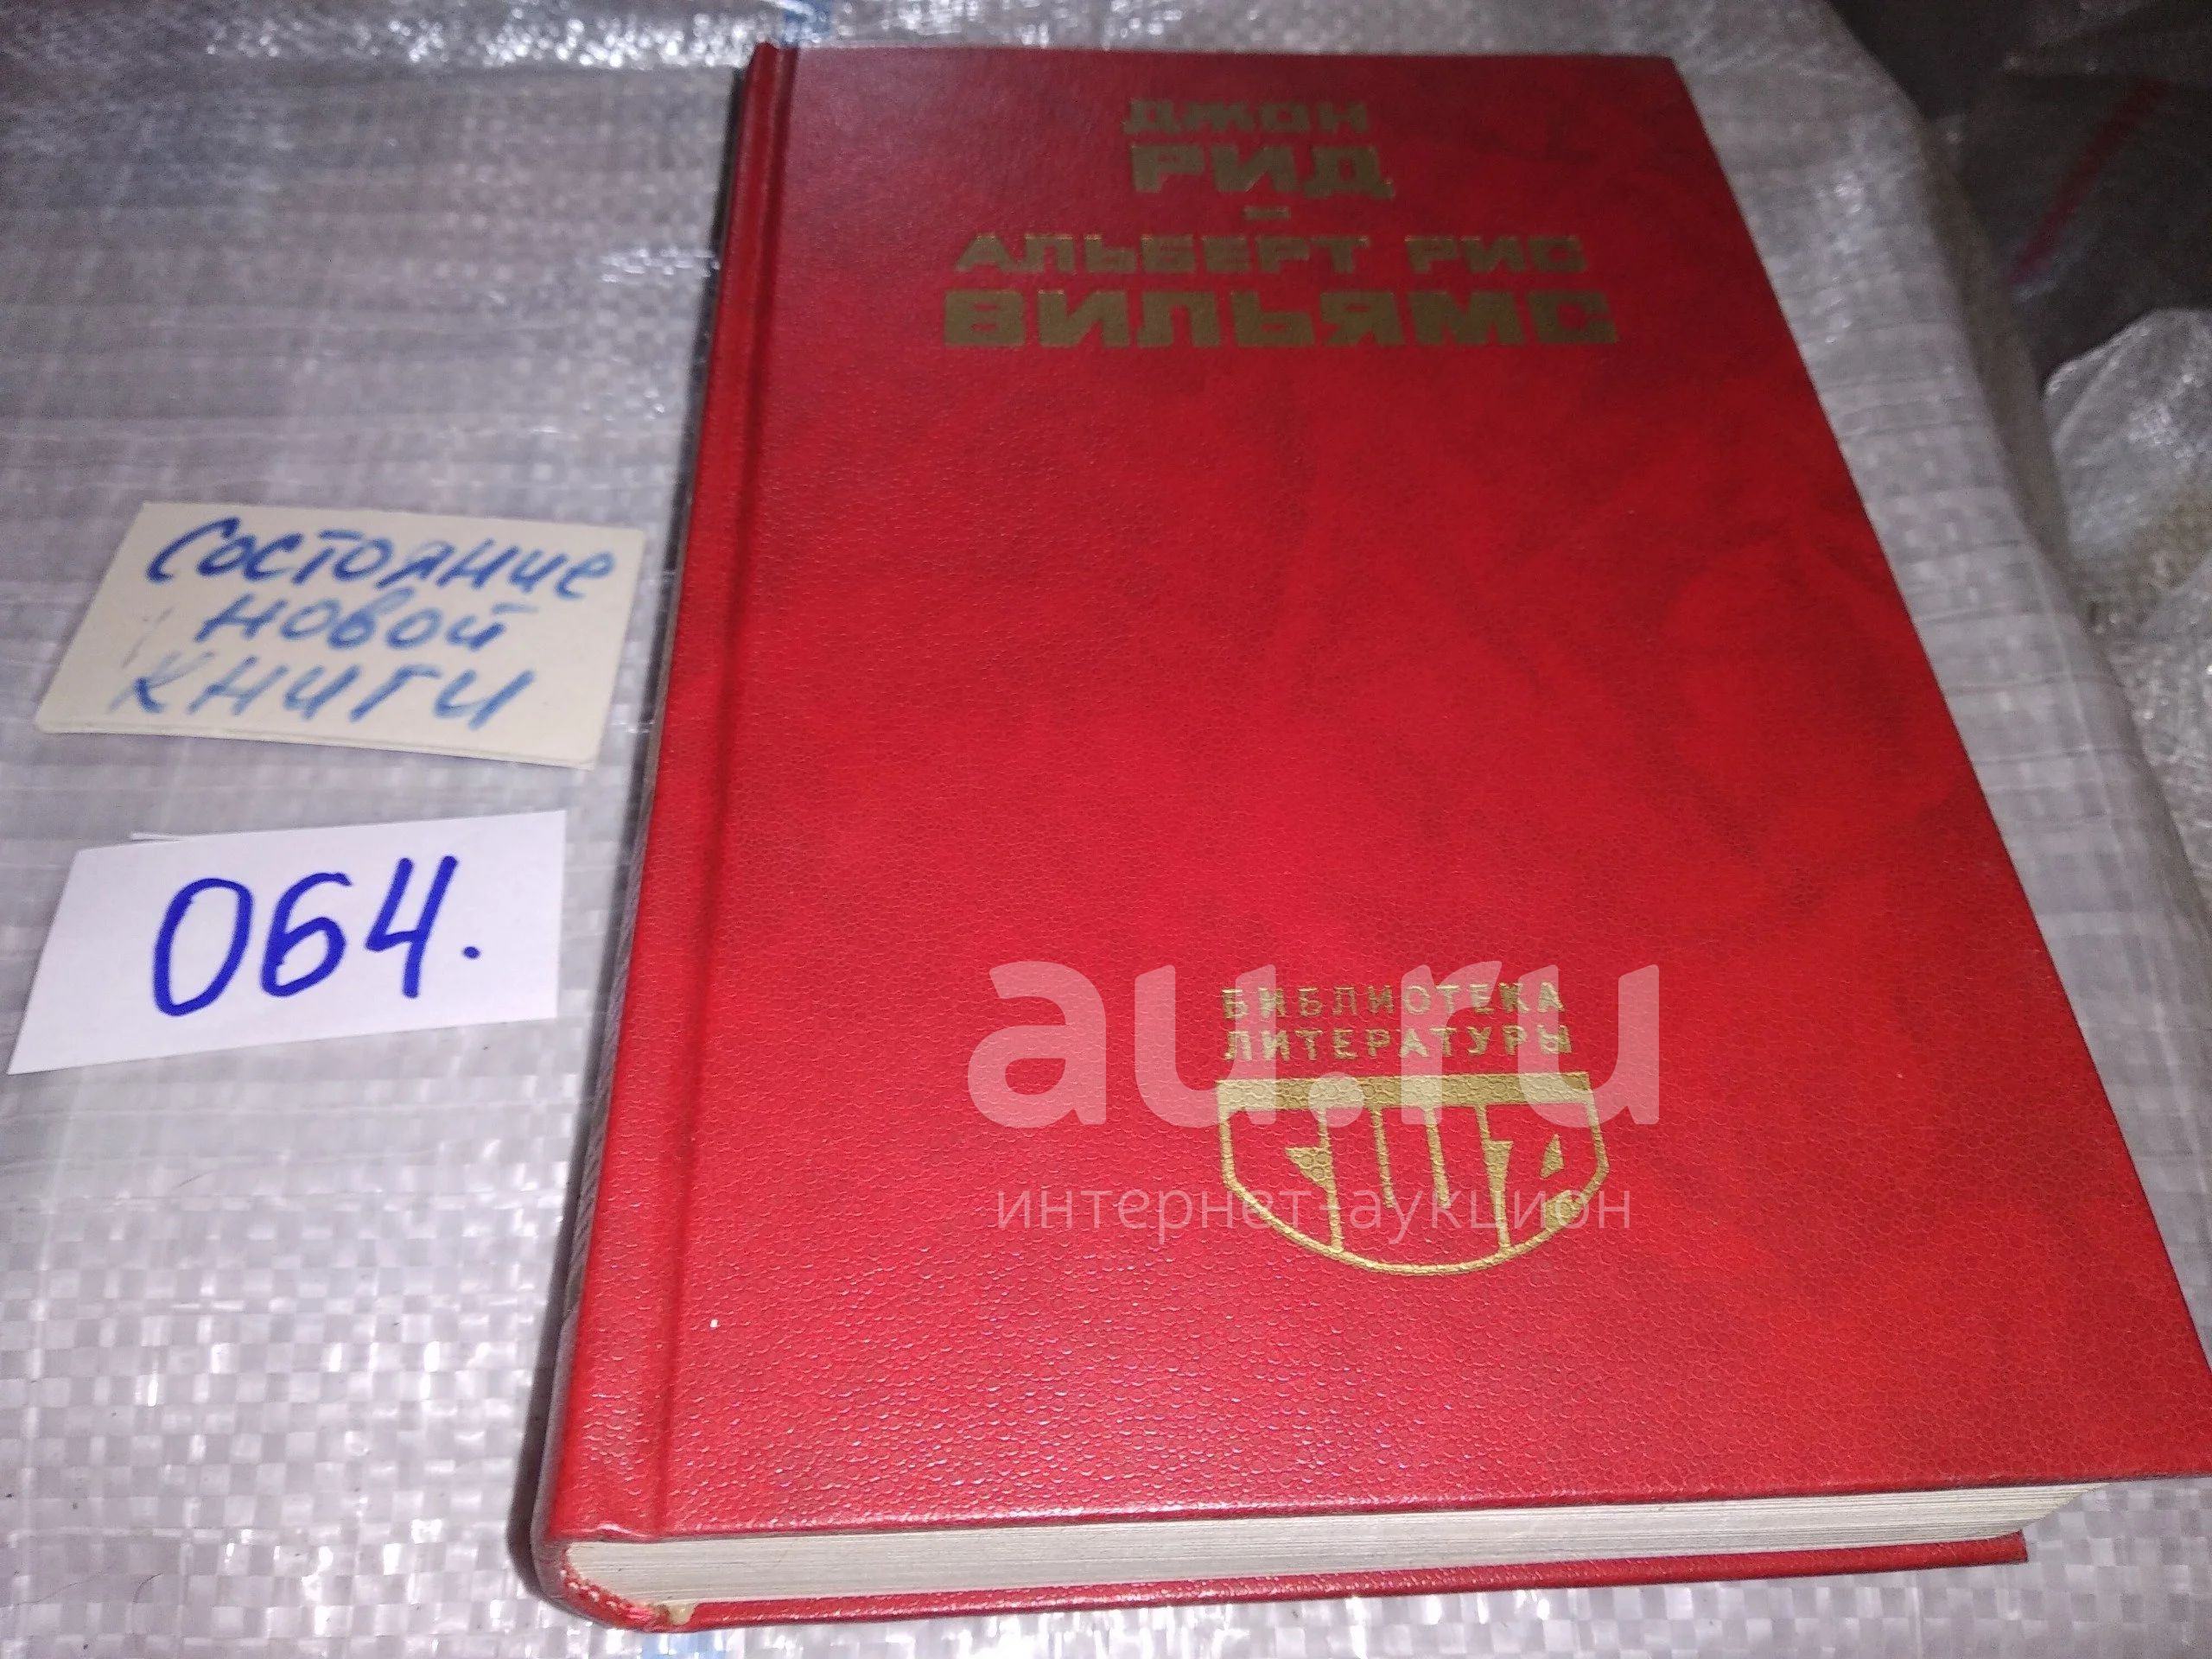 ДЖОН
РИД
АЛЬБЕРТ РИС
ВИЛЬЯМС
Состояние
новой
книги
064.
БИБЛИОТЕКА
ЛИТЕРАТУРЫ
США
au.ru
интернет-аукцион